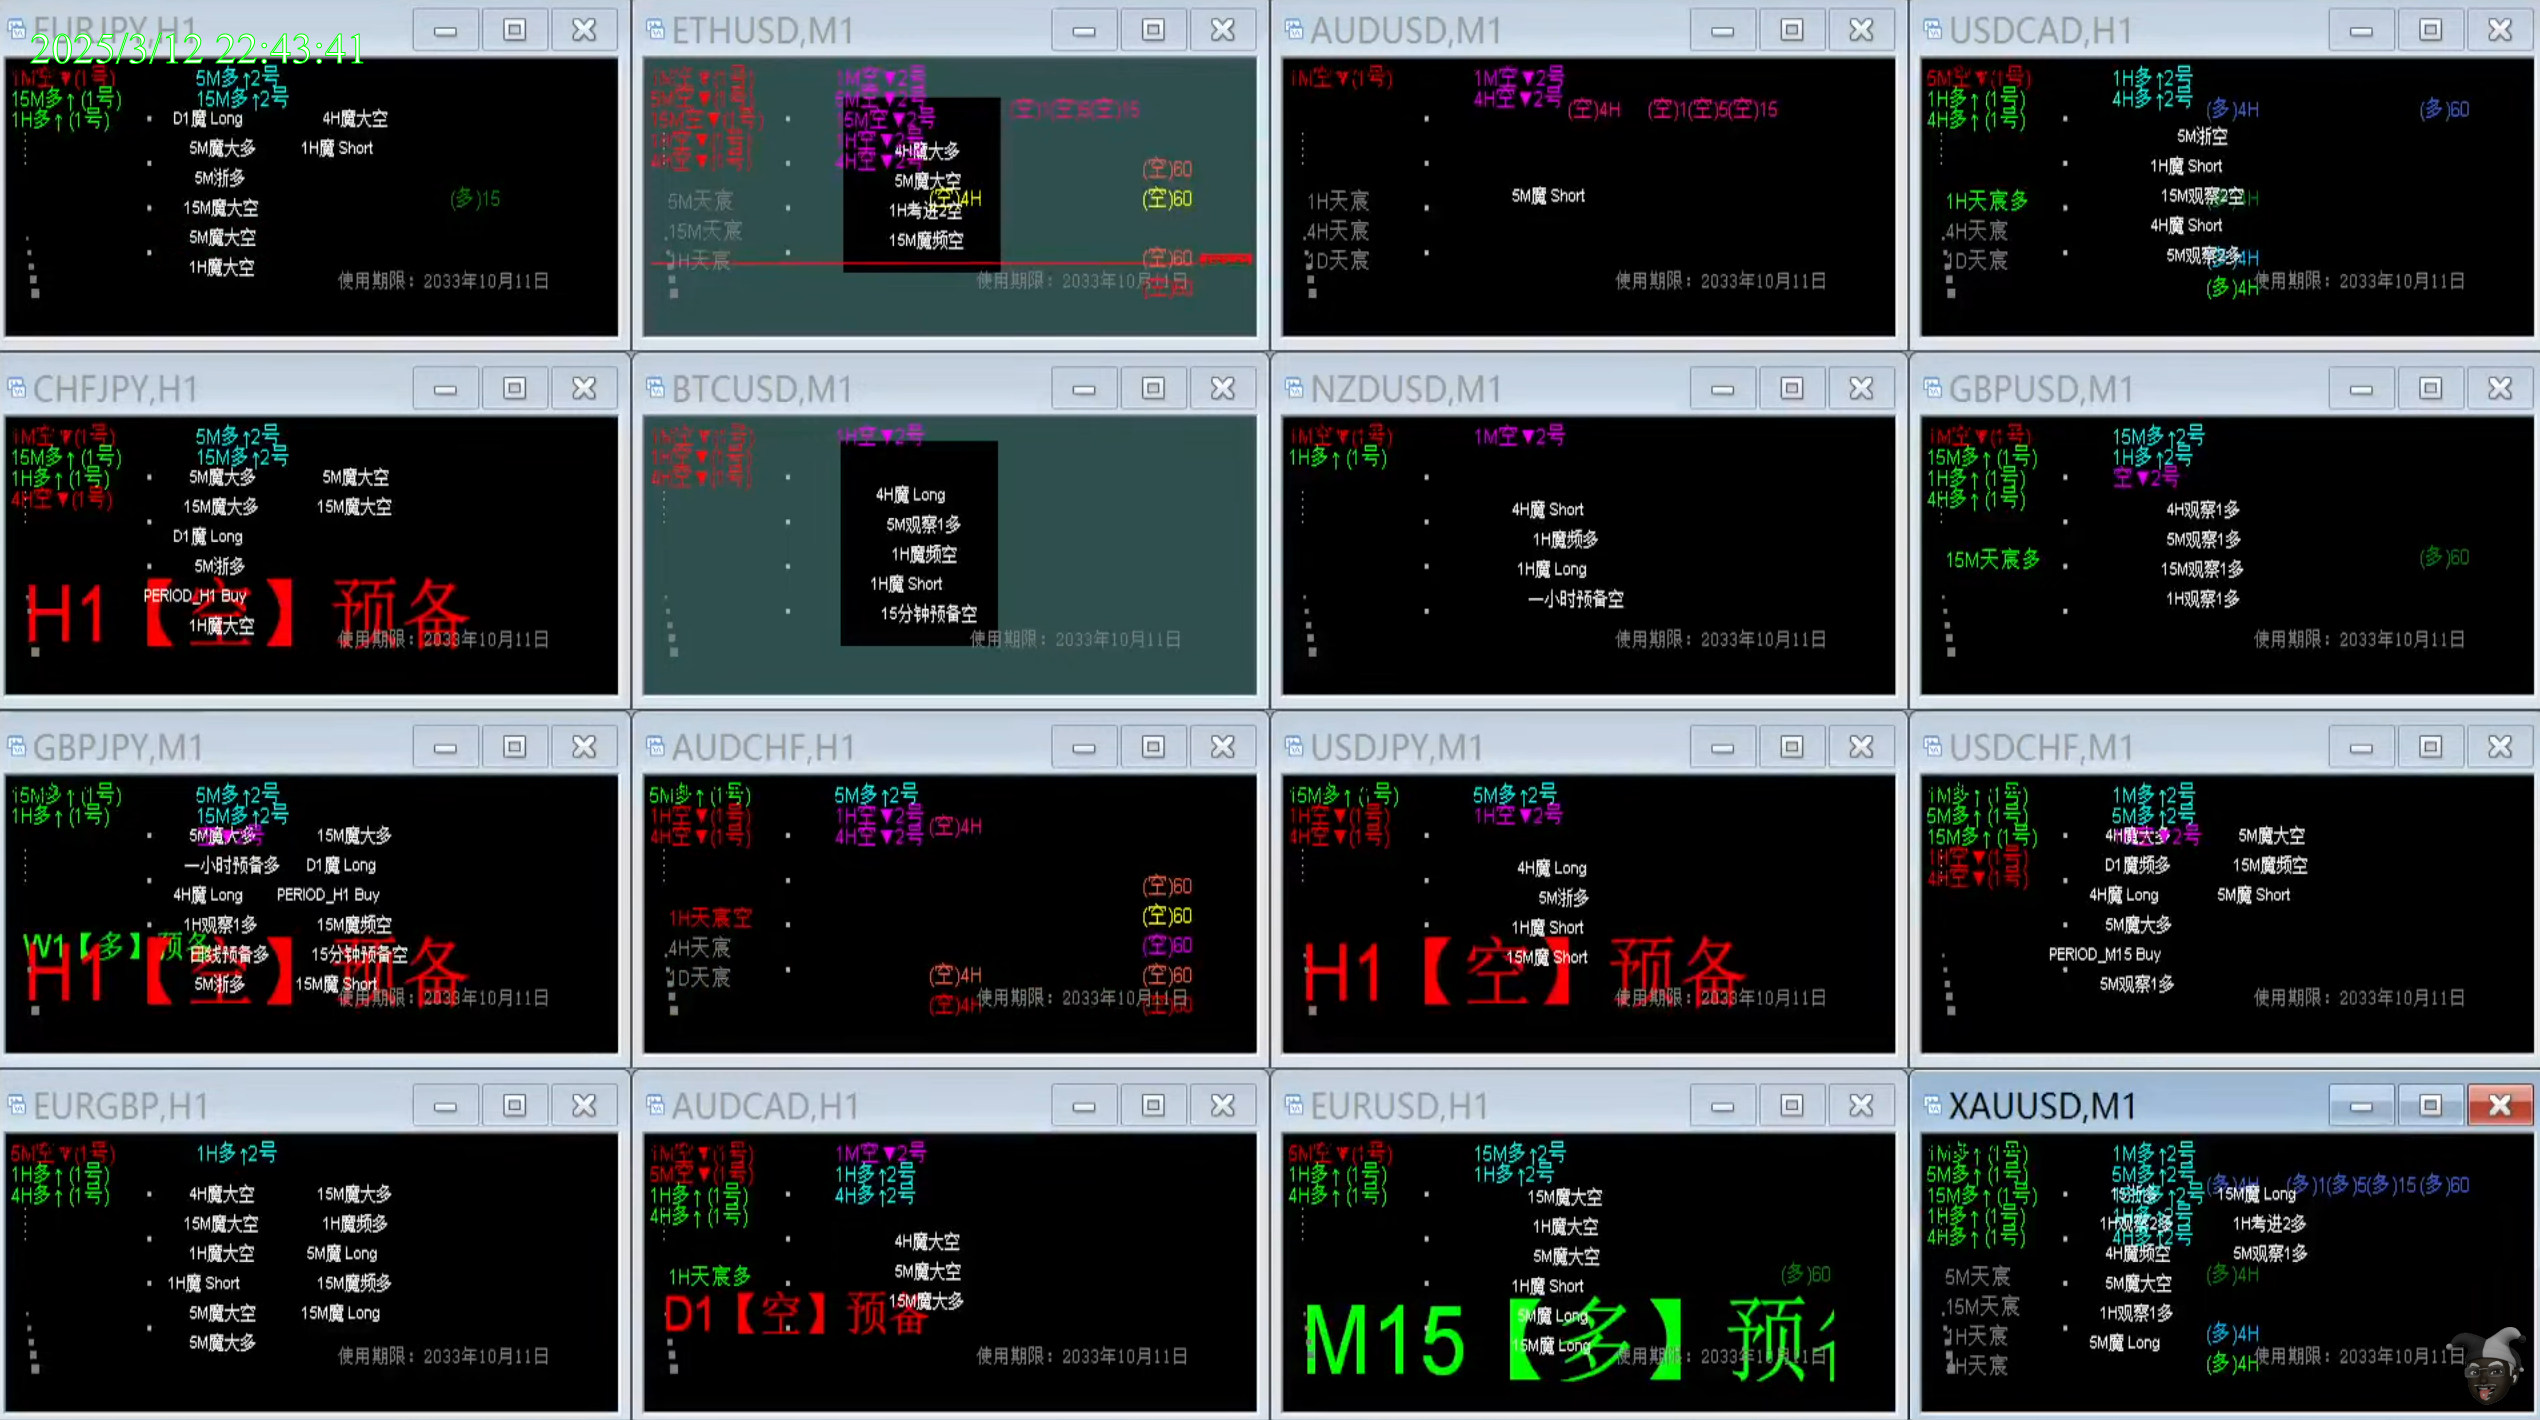 EURJPY,H1
2025/3/12 22:43:41
1M空▼(1号) 5M多↑2号
15M多↑(1号) 15M多↑2号
1H多↑(1号)
D1魔 Long 4H魔大空
5M魔大多 1H魔 Short
5M浙多
15M魔大空 (多)15
5M魔大空
1H魔大空
使用期限：2033年10月11日
ETHUSD,M1
1M空▼(1号) 1M空▼2号
5M空▼(1号) 5M空▼2号
15M空▼(1号) 15M空▼2号 (空)1(空)5(空)15
1H空▼(1号) 1H空▼2号
4H空▼(1号) 4H空▼2号
4H魔大多
(空)60
5M魔大空
5M天宸 (空)4H (空)60
1H考进2空
15M天宸 15M魔频空
1H天宸 (空)60
使用期限：2033年10月11日
(空)60
AUDUSD,M1
1M空▼(1号) 1M空▼2号
4H空▼2号 (空)4H (空)1(空)5(空)15
1H天宸 5M魔 Short
4H天宸
1D天宸
使用期限：2033年10月11日
USDCAD,H1
5M空▼(1号) 1H多↑2号
1H多↑(1号) 4H多↑2号 (多)4H (多)60
4H多↑(1号)
5M浙空
1H魔 Short
1H天宸多 15M观察2空
4H天宸 4H魔 Short
1D天宸 5M观察2多 (多)4H
(多)4H
使用期限：2033年10月11日
CHFJPY,H1
1M空▼(1号) 5M多↑2号
15M多↑(1号) 15M多↑2号
1H多↑(1号) 5M魔大多 5M魔大空
4H空▼(1号) 15M魔大多 15M魔大空
D1魔 Long
5M浙多
PERIOD_H1 Buy
H1【空】预备
1H魔大空
使用期限：2033年10月11日
BTCUSD,M1
1M空▼(1号) 1H空▼2号
1H空▼(1号)
4H空▼(1号)
4H魔 Long
5M观察1多
1H魔频空
1H魔 Short
15分钟预备空
使用期限：2033年10月11日
NZDUSD,M1
1M空▼(1号) 1M空▼2号
1H多↑(1号)
4H魔 Short
1H魔频多
1H魔 Long
一小时预备空
使用期限：2033年10月11日
GBPUSD,M1
1M空▼(1号) 15M多↑2号
15M多↑(1号) 1H多↑2号
1H多↑(1号) 空▼2号
4H多↑(1号)
4H观察1多
5M观察1多
15M天宸多 15M观察1多 (多)60
1H观察1多
使用期限：2033年10月11日
GBPJPY,M1
15M多↑(1号) 5M多↑2号
1H多↑(1号) 15M多↑2号
5M魔大多 15M魔大多
一小时预备多 D1魔 Long
4H魔 Long PERIOD_H1 Buy
1H观察1多 15M魔频空
W1【多】预备
日线预备多 15分钟预备空
H1【空】预备
5M浙多 15M魔 Short
使用期限：2033年10月11日
AUDCHF,H1
5M多↑(1号) 5M多↑2号
1H空▼(1号) 1H空▼2号
4H空▼(1号) 4H空▼2号 (空)4H
(空)60
1H天宸空 (空)60
4H天宸 (空)60
1D天宸 (空)4H (空)60
(空)4H 使用期限：2033年10月11日 (空)60
USDJPY,M1
15M多↑(1号) 5M多↑2号
1H空▼(1号) 1H空▼2号
4H空▼(1号)
4H魔 Long
5M浙多
1H魔 Short
15M魔 Short
H1【空】预备
使用期限：2033年10月11日
USDCHF,M1
1M多↑(1号) 1M多↑2号
5M多↑(1号) 5M多↑2号
15M多↑(1号) 4H魔大多 ▼2号 5M魔大空
1H空▼(1号) D1魔频多 15M魔频空
4H空▼(1号) 4H魔 Long 5M魔 Short
5M魔大多
PERIOD_M15 Buy
5M观察1多
使用期限：2033年10月11日
EURGBP,H1
5M空▼(1号) 1H多↑2号
1H多↑(1号)
4H多↑(1号) 4H魔大空 15M魔大多
15M魔大空 1H魔频多
1H魔大空 5M魔 Long
1H魔 Short 15M魔频多
5M魔大空 15M魔 Long
5M魔大多
使用期限：2033年10月11日
AUDCAD,H1
1M空▼(1号) 1M空▼2号
5M空▼(1号) 1H多↑2号
1H多↑(1号) 4H多↑2号
4H多↑(1号)
4H魔大空
1H天宸多 5M魔大空
15M魔大多
D1【空】预备
使用期限：2033年10月11日
EURUSD,H1
5M空▼(1号) 15M多↑2号
1H多↑(1号) 1H多↑2号
4H多↑(1号) 15M魔大空
1H魔大空
5M魔大空 (多)60
1H魔 Short
5M魔 Long
M15【多】预
15M魔 Long
使用期限：2033年10月11日
XAUUSD,M1
1M多↑(1号) 1M多↑2号
5M多↑(1号) 5M多↑2号 (多)4H (多)1(多)5(多)15(多)60
15M多↑(1号) 15M魔 Long
1H多↑(1号) 1H观察2多 1H考进2多
4H多↑(1号) 4H多↑2号
4H魔频空 5M观察1多
5M天宸 5M魔大空 (多)4H
15M天宸 1H观察1多
1H天宸 5M魔 Long (多)4H
4H天宸 (多)4H
使用期限：2033年10月11日